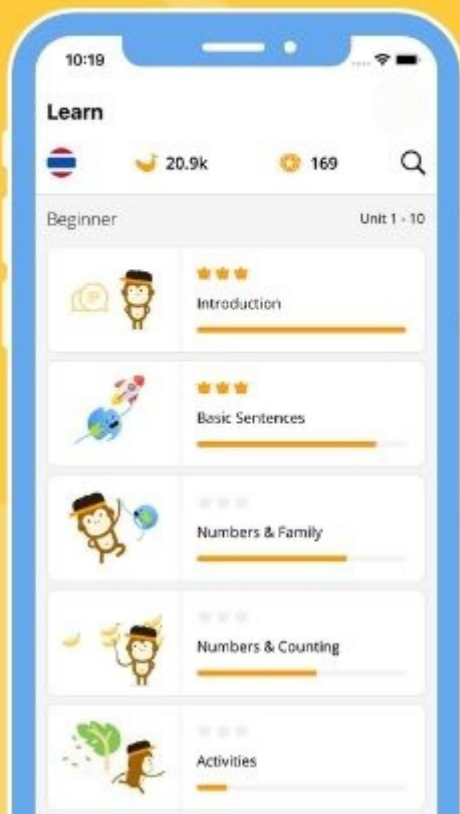 10:19
Learn
20.9k 169
Beginner Unit 1 - 10
Introduction
Basic Sentences
Numbers & Family
Numbers & Counting
Activities